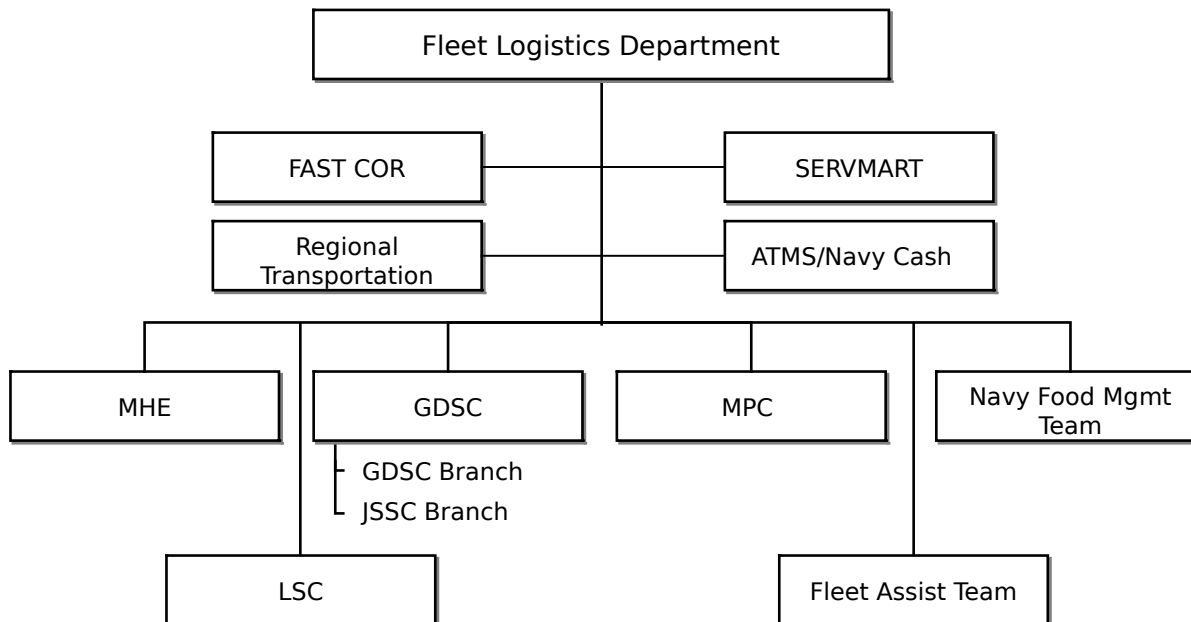 Fleet Logistics Department
FAST COR
SERVMART
Regional
Transportation
ATMS/Navy Cash
MHE
GDSC
MPC
Navy Food Mgmt
Team
GDSC Branch
JSSC Branch
LSC
Fleet Assist Team